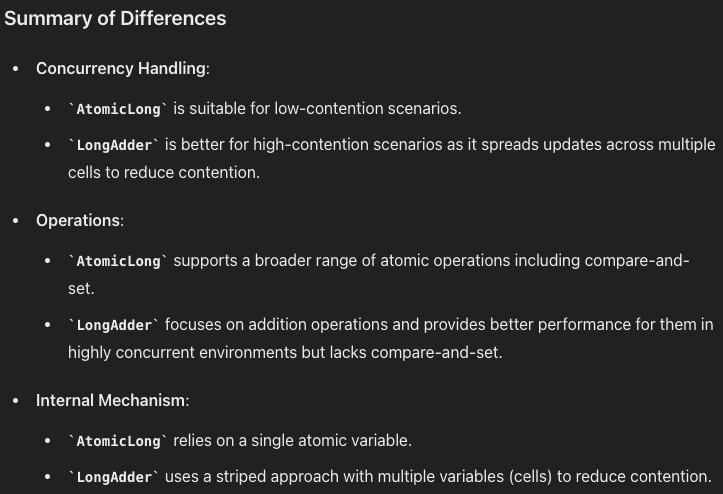 Summary of Differences
• Concurrency Handling:
• `AtomicLong` is suitable for low-contention scenarios.
• `LongAdder` is better for high-contention scenarios as it spreads updates across multiple
cells to reduce contention.
• Operations:
• `AtomicLong` supports a broader range of atomic operations including compare-and-
set.
• `LongAdder` focuses on addition operations and provides better performance for them in
highly concurrent environments but lacks compare-and-set.
• Internal Mechanism:
• `AtomicLong` relies on a single atomic variable.
• `LongAdder` uses a striped approach with multiple variables (cells) to reduce contention.